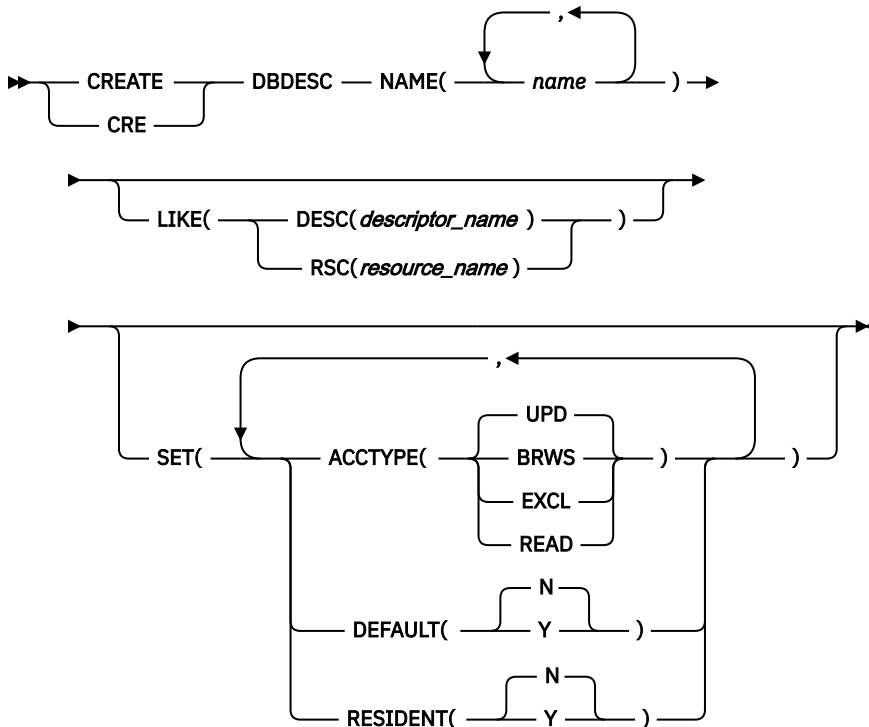 ,
CREATE DBDESC NAME( name )
CRE
LIKE( DESC(descriptor_name ) )
RSC(resource_name )
,
UPD
SET( ACCTYPE( BRWS ) )
EXCL
READ
N
DEFAULT( Y )
N
RESIDENT( Y )